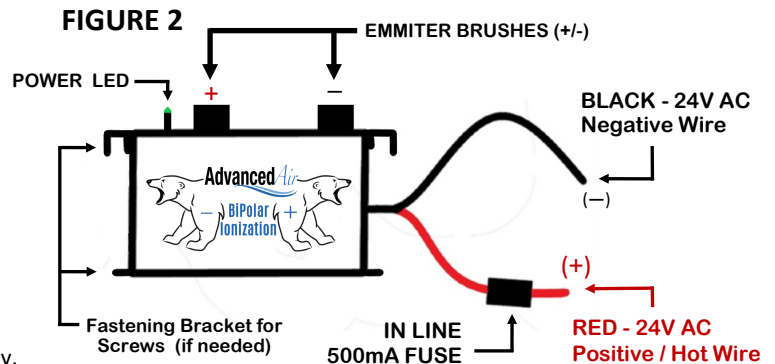 FIGURE 2
EMMITER BRUSHES (+/-)
POWER LED
+
−
BLACK - 24V AC
Negative Wire
(−)
Advanced Air
− BiPolar +
Ionization
(+)
Fastening Bracket for
Screws (if needed)
IN LINE
500mA FUSE
RED - 24V AC
Positive / Hot Wire
y.